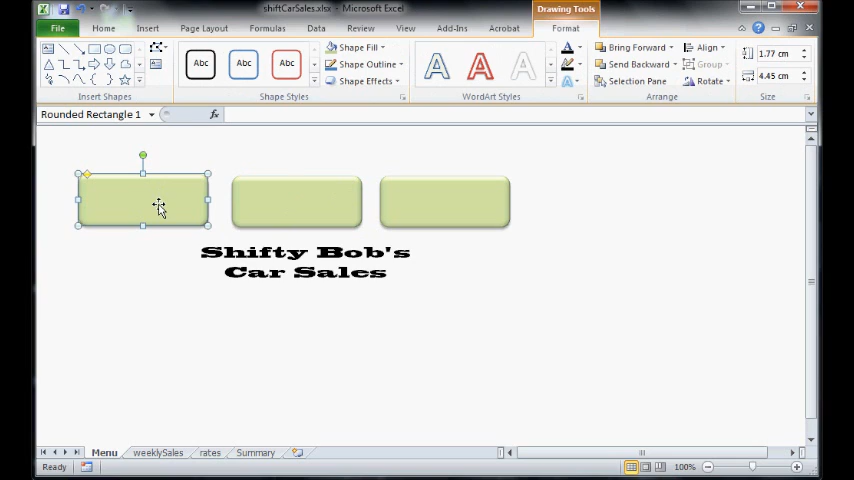 shiftCarSales.xlsx - Microsoft Excel
Drawing Tools
File Home Insert Page Layout Formulas Data Review View Add-Ins Acrobat Format
Shape Fill
Shape Outline
Shape Effects
Abc Abc Abc
A A A
Bring Forward Align
Send Backward Group
Selection Pane Rotate
1.77 cm
4.45 cm
Insert Shapes Shape Styles WordArt Styles Arrange Size
Rounded Rectangle 1 fx
Shifty Bob's
Car Sales
Menu weeklySales rates Summary
Ready 100%